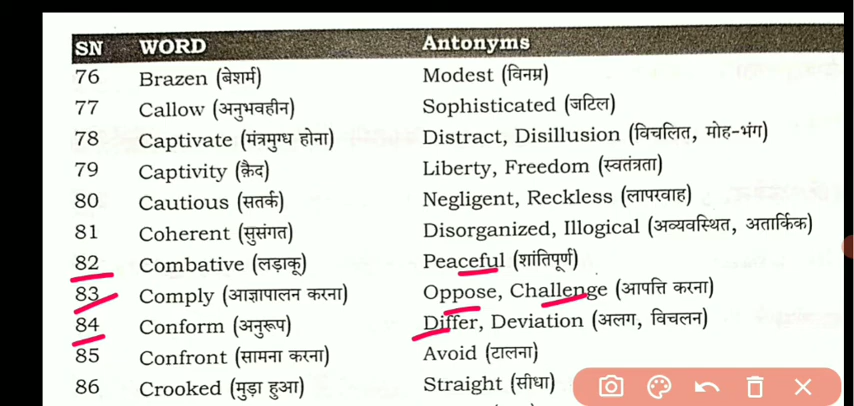 SN WORD Antonyms
76 Brazen (बेशर्म) Modest (विनम्र)
77 Callow (अनुभवहीन) Sophisticated (जटिल)
78 Captivate (मंत्रमुग्ध होना) Distract, Disillusion (विचलित, मोह-भंग)
79 Captivity (क़ैद) Liberty, Freedom (स्वतंत्रता)
80 Cautious (सतर्क) Negligent, Reckless (लापरवाह)
81 Coherent (सुसंगत) Disorganized, Illogical (अव्यवस्थित, अतार्किक)
82 Combative (लड़ाकू) Peaceful (शांतिपूर्ण)
83 Comply (आज्ञापालन करना) Oppose, Challenge (आपत्ति करना)
84 Conform (अनुरूप) Differ, Deviation (अलग, विचलन)
85 Confront (सामना करना) Avoid (टालना)
86 Crooked (मुड़ा हुआ) Straight (सीधा)